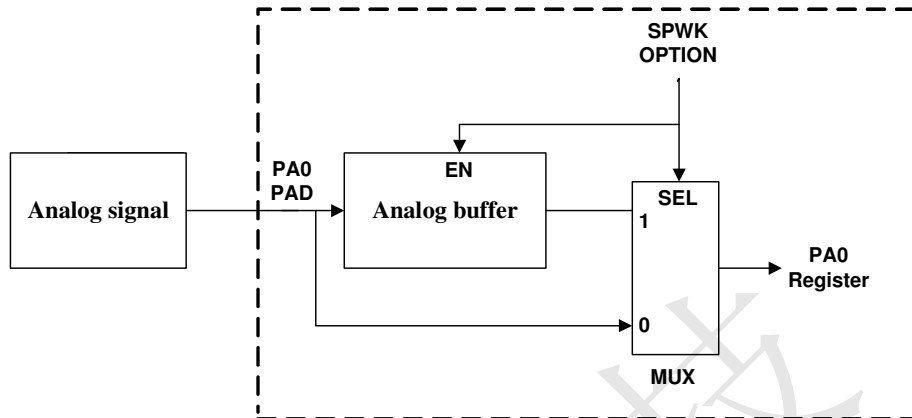 SPWK
OPTION
PA0
PAD
EN
Analog signal
Analog buffer
SEL
1
PA0
Register
0
MUX